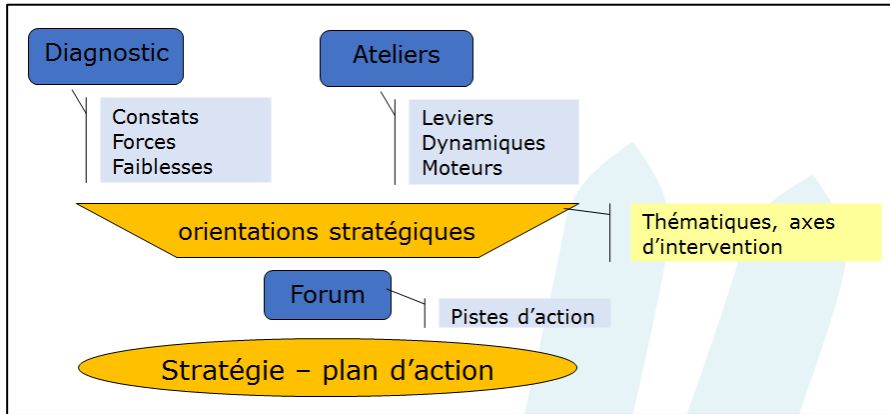 Diagnostic
Constats
Forces
Faiblesses
Ateliers
Leviers
Dynamiques
Moteurs
orientations stratégiques
Thématiques, axes
d’intervention
Forum
Pistes d’action
Stratégie – plan d’action